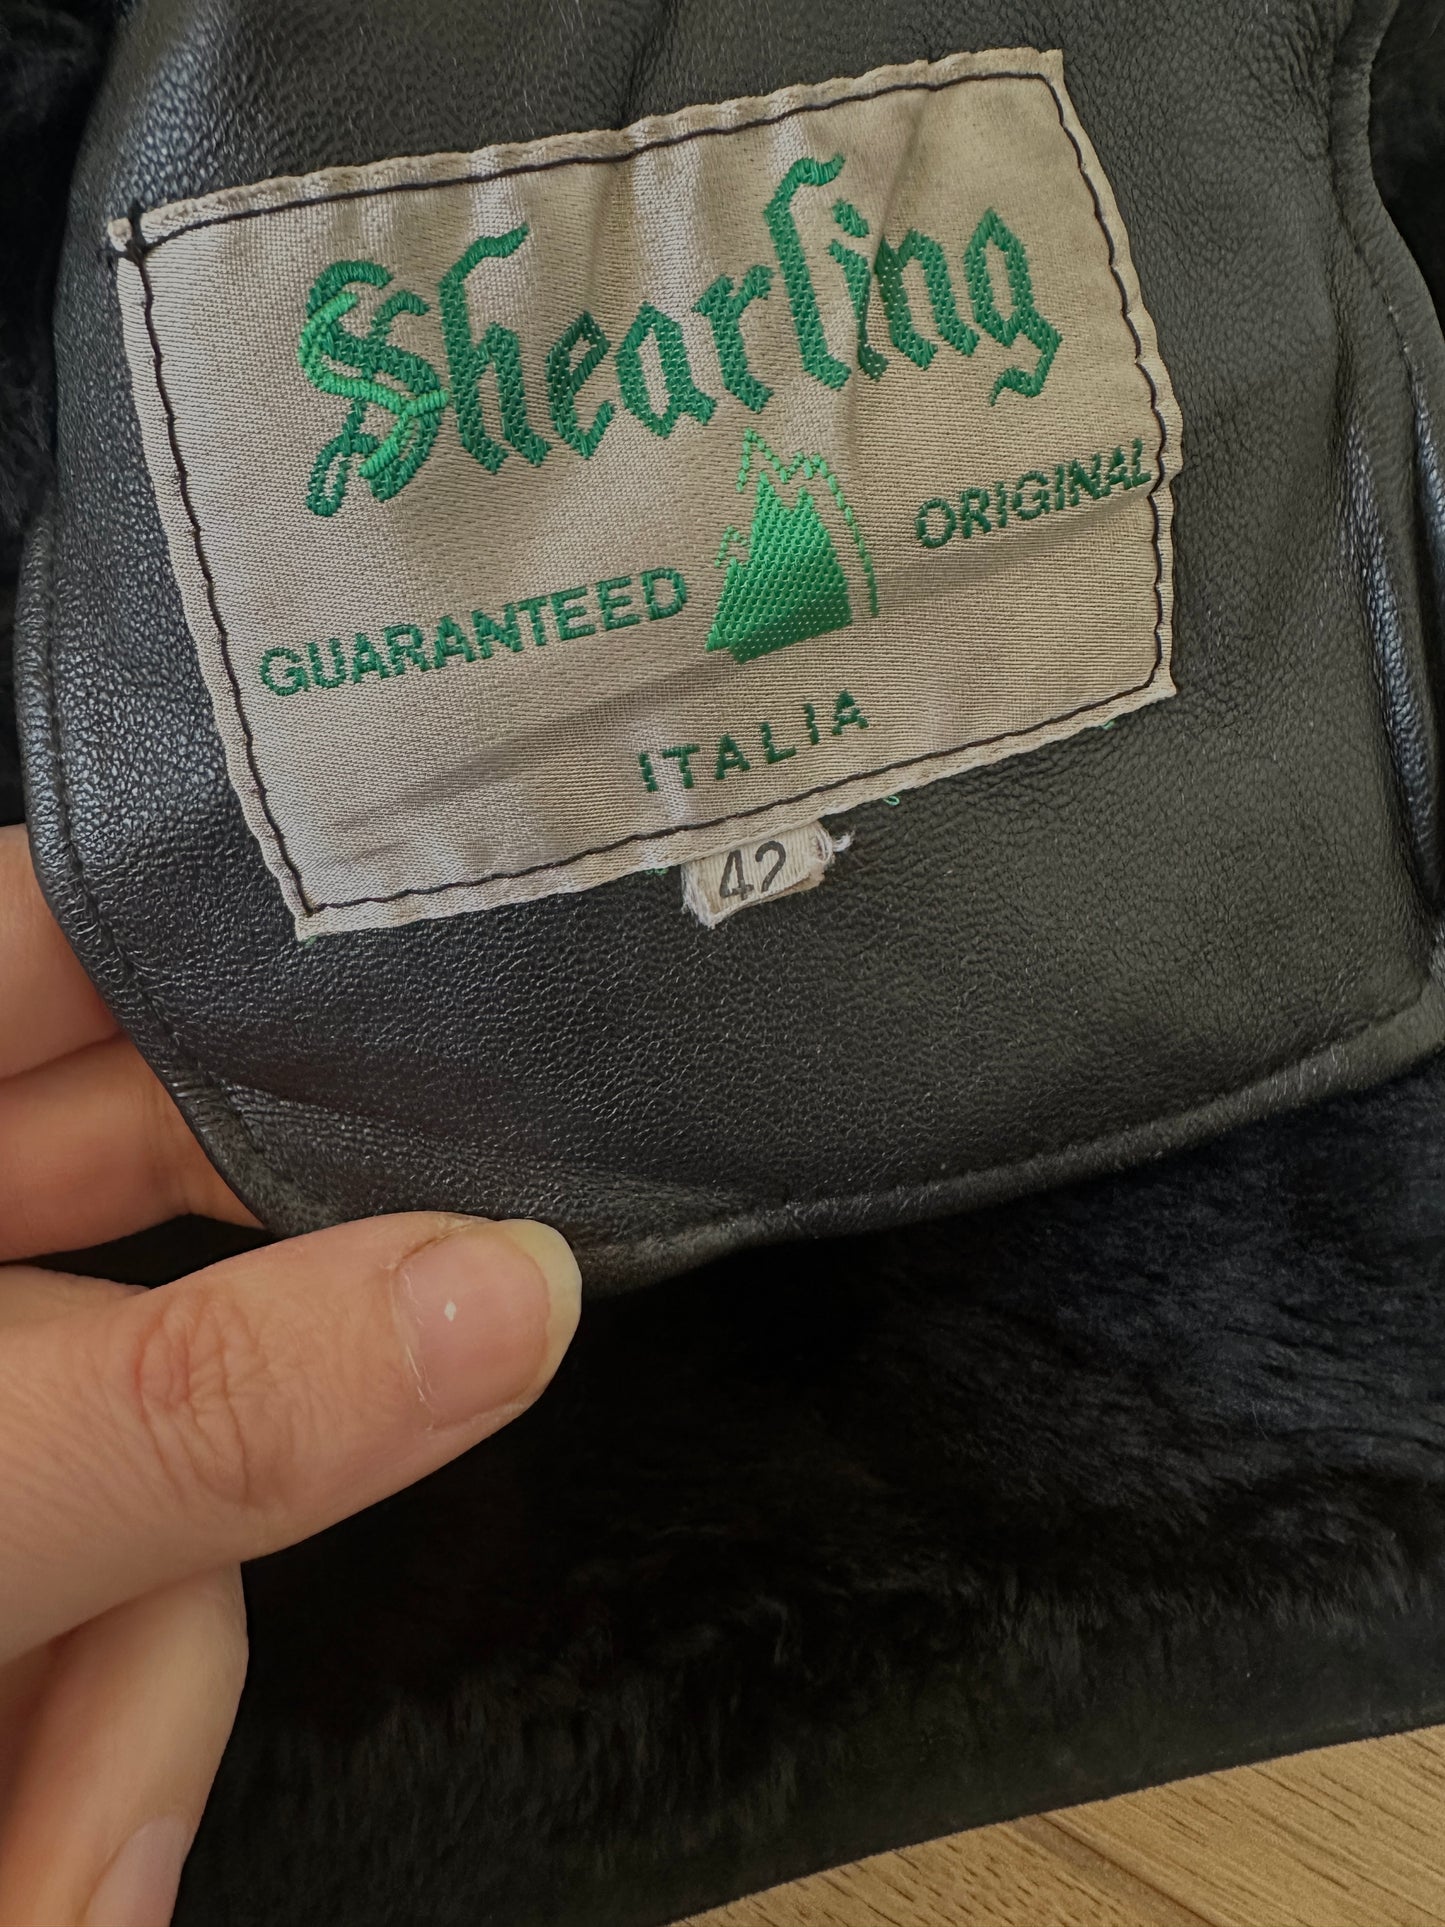 Shearling
GUARANTEED ORIGINAL
ITALIA
42